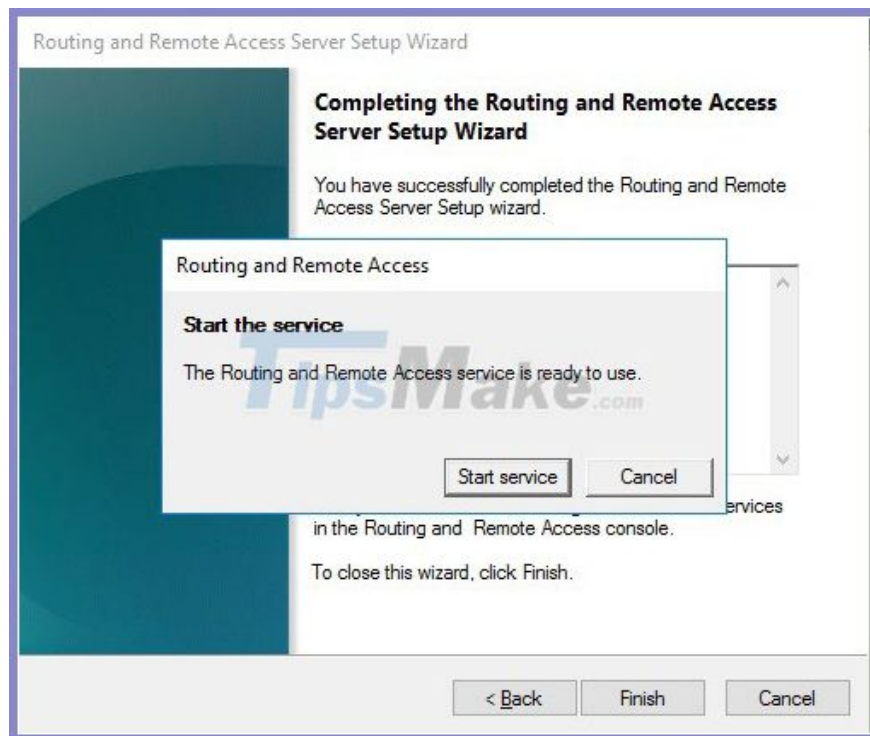 Routing and Remote Access Server Setup Wizard
Completing the Routing and Remote Access
Server Setup Wizard
You have successfully completed the Routing and Remote
Access Server Setup wizard.
Routing and Remote Access
Start the service
The Routing and Remote Access service is ready to use.
TipsMake.com
Start service
Cancel
in the Routing and Remote Access console.
To close this wizard, click Finish.
< Back
Finish
Cancel